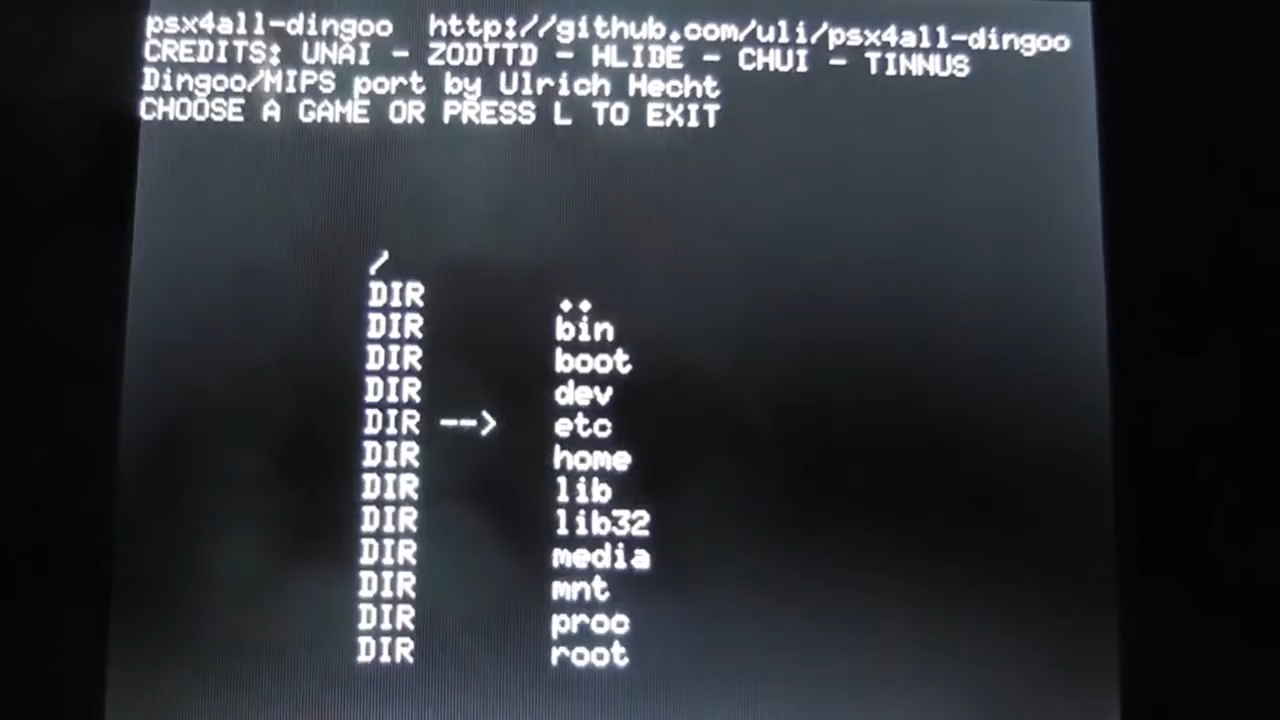 psx4all-dingoo http://github.com/uli/psx4all-dingoo
CREDITS: UNAI - ZODTTD - HLIDE - CHUI - TINNUS
Dingoo/MIPS port by Ulrich Hecht
CHOOSE A GAME OR PRESS L TO EXIT
/
DIR ..
DIR bin
DIR boot
DIR dev
DIR --> etc
DIR home
DIR lib
DIR lib32
DIR media
DIR mnt
DIR proc
DIR root